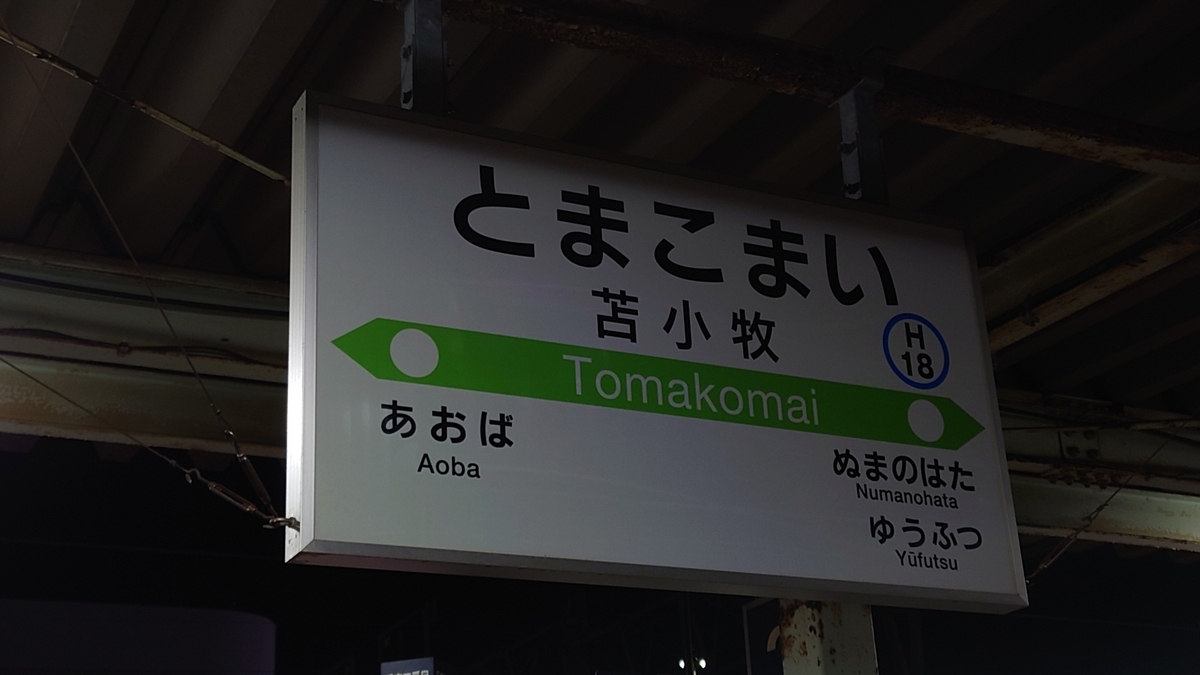 とまこまい
苫小牧
H
18
Tomakomai
あおば
Aoba
ぬまのはた
Numanohata
ゆうふつ
Yūfutsu